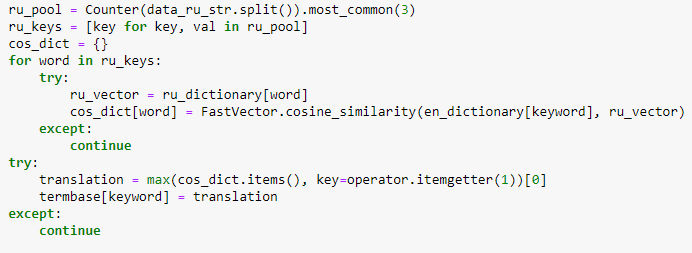 ru_pool = Counter(data_ru_str.split()).most_common(3)
ru_keys = [key for key, val in ru_pool]
cos_dict = {}
for word in ru_keys:
    try:
        ru_vector = ru_dictionary[word]
        cos_dict[word] = FastVector.cosine_similarity(en_dictionary[keyword], ru_vector)
    except:
        continue
try:
    translation = max(cos_dict.items(), key=operator.itemgetter(1))[0]
    termbase[keyword] = translation
except:
    continue